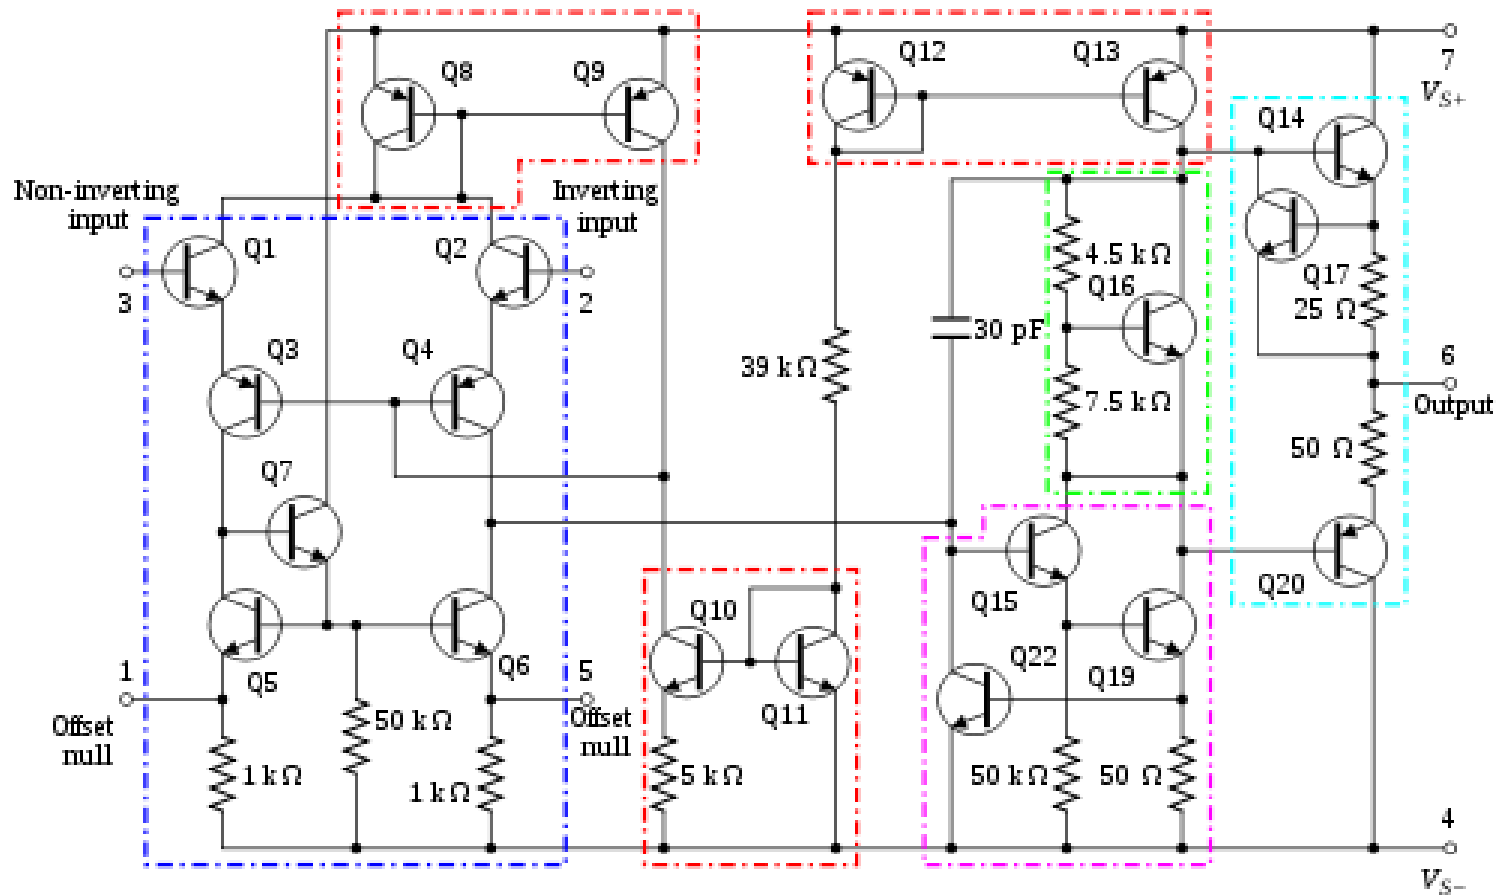 Q8
Q9
Q12
Q13
7
V_S+
Q14
Non-inverting
input
Inverting
input
Q1
Q2
3
2
4.5 kΩ
Q16
Q17
25 Ω
30 pF
Q3
Q4
39 kΩ
7.5 kΩ
6
Output
50 Ω
Q7
Q15
Q20
Q10
Q22
Q19
1
Q5
Q6
5
Offset
null
50 kΩ
Offset
null
Q11
1 kΩ
1 kΩ
5 kΩ
50 kΩ
50 Ω
4
V_S−